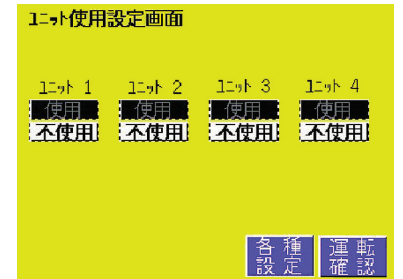 ユニット使用設定画面
ユニット 1 ユニット 2 ユニット 3 ユニット 4
使用 使用 使用 使用
不使用 不使用 不使用 不使用
各種 運転
設定 確認